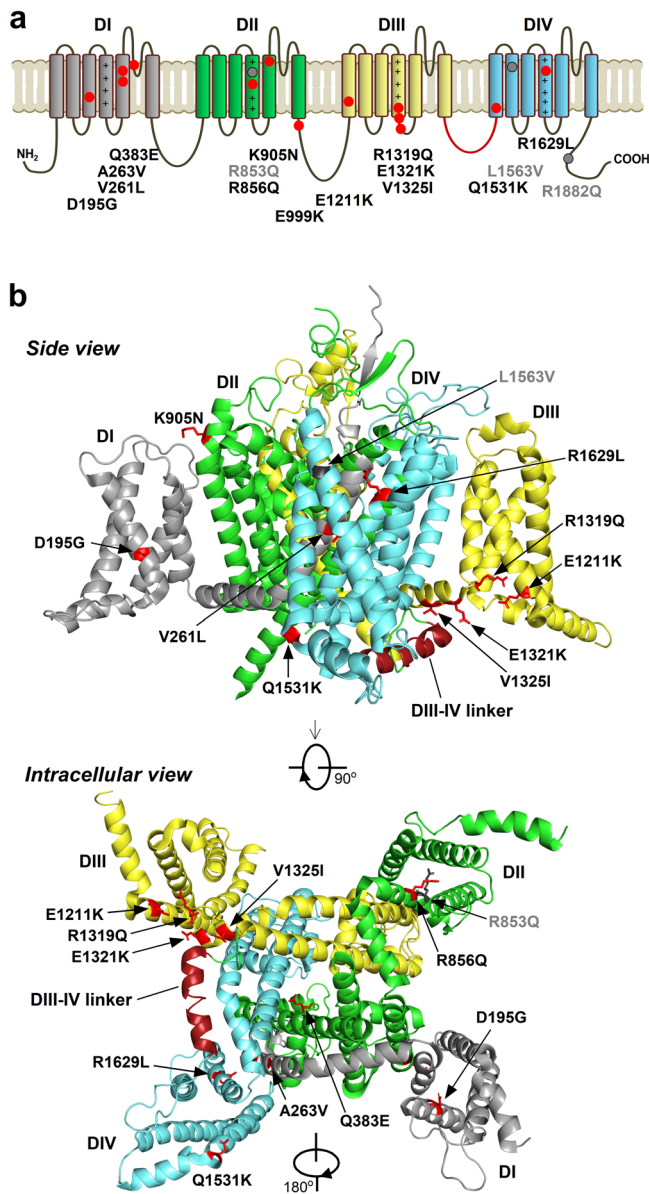 a
DI DII DIII DIV
+ + + + + +
+ + + + + +
+ + + + + +
+ + + + + +
NH2
COOH
Q383E K905N R1319Q R1629L
A263V R853Q E1321K L1563V
V261L R856Q V1325I Q1531K R1882Q
D195G E999K E1211K
b
Side view
L1563V
DII DIV DIII
K905N
DI
R1629L
R1319Q
D195G
E1211K
V261L
E1321K
Q1531K
V1325I
DIII-IV linker
90°
Intracellular view
DIII
V1325I
DII
E1211K
R853Q
R1319Q
R856Q
E1321K
DIII-IV linker
D195G
R1629L
A263V
Q383E
DIV
DI
Q1531K
180°